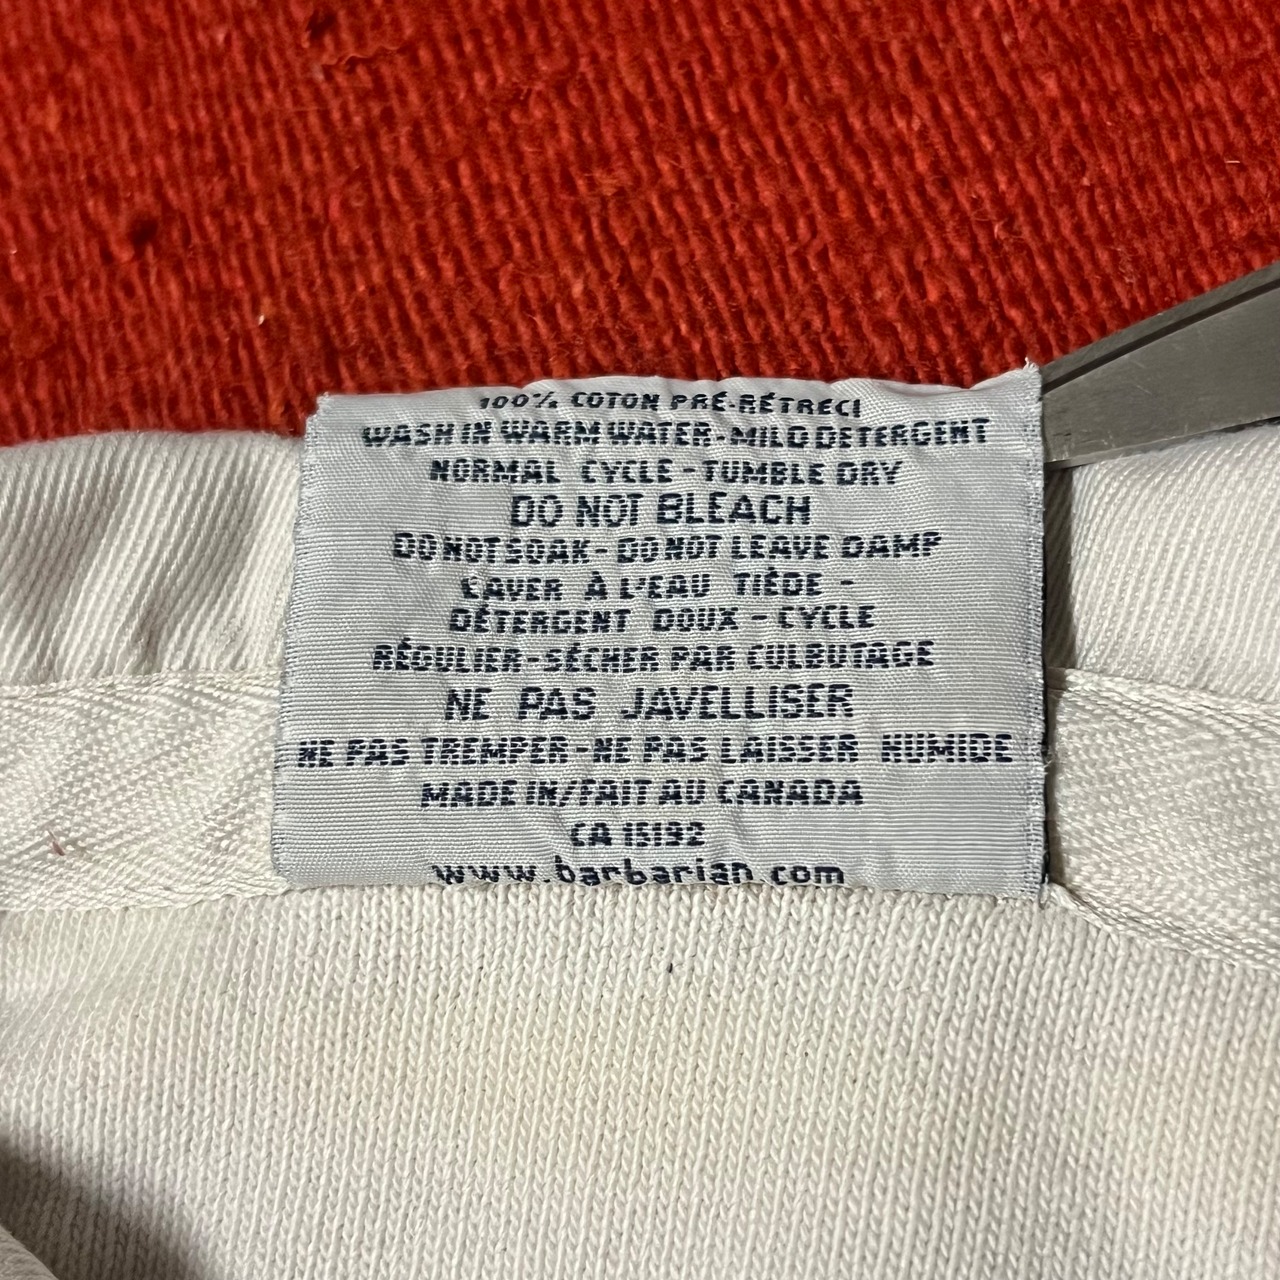 100% COTON PRÉ-RÉTRÉCI
WASH IN WARM WATER-MILD DETERGENT
NORMAL CYCLE-TUMBLE DRY
DO NOT BLEACH
DO NOT SOAK-DO NOT LEAVE DAMP
LAVER À L'EAU TIÈDE -
DÉTERGENT DOUX - CYCLE
RÉGULIER-SÉCHER PAR CULBUTAGE
NE PAS JAVELLISER
NE PAS TREMPER-NE PAS LAISSER HUMIDE
MADE IN/FAIT AU CANADA
CA 15192
www.barbarian.com